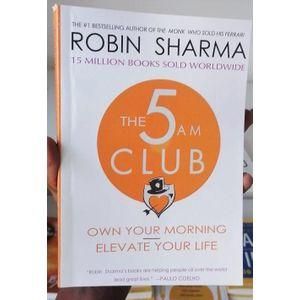 THE #1 BESTSELLING AUTHOR OF THE MONK WHO SOLD HIS FERRARI
ROBIN SHARMA
15 MILLION BOOKS SOLD WORLDWIDE
THE 5 AM
CLUB
OWN YOUR MORNING
ELEVATE YOUR LIFE
"Robin Sharma's books are helping people all over the world
lead great lives." —PAULO COELHO